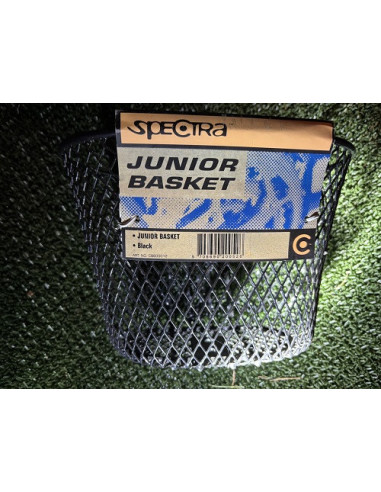 SPECTRA
JUNIOR
BASKET
• JUNIOR BASKET
• Black